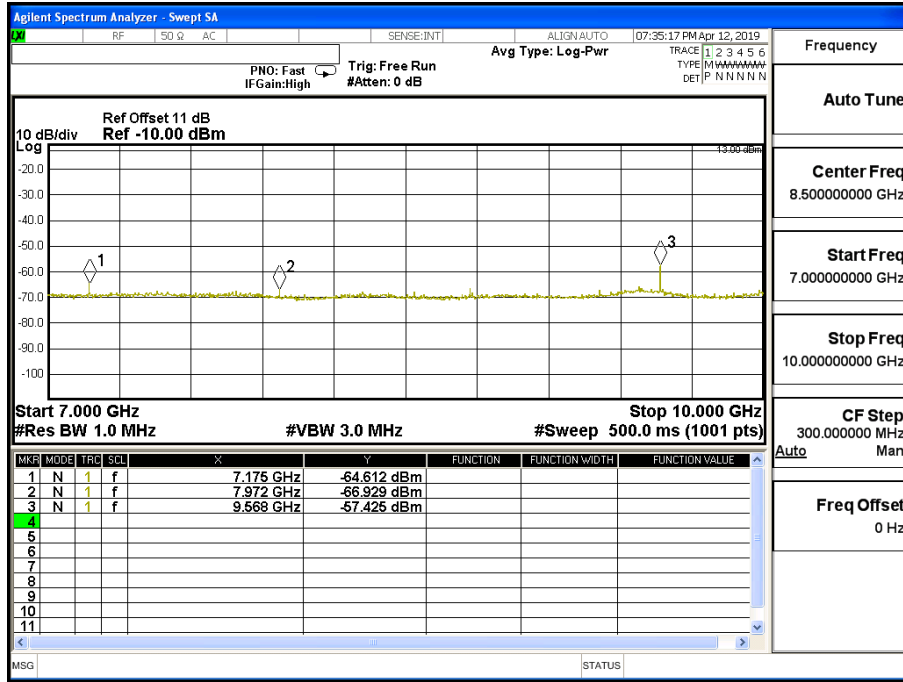 Agilent Spectrum Analyzer - Swept SA
LXI RF 50 Ω AC SENSE:INT ALIGN AUTO 07:35:17 PM Apr 12, 2019
Avg Type: Log-Pwr TRACE 1 2 3 4 5 6
PNO: Fast Trig: Free Run TYPE M WWWWW
IFGain:High #Atten: 0 dB DET P N N N N N
Ref Offset 11 dB
10 dB/div Ref -10.00 dBm
Log
-13.00 dBm
-20.0
-30.0
-40.0
-50.0
-60.0
-70.0
-80.0
-90.0
-100
1
2
3
Start 7.000 GHz Stop 10.000 GHz
#Res BW 1.0 MHz #VBW 3.0 MHz #Sweep 500.0 ms (1001 pts)
MKR MODE TRC SCL X Y FUNCTION FUNCTION WIDTH FUNCTION VALUE
1 N 1 f 7.175 GHz -64.612 dBm
2 N 1 f 7.972 GHz -66.929 dBm
3 N 1 f 9.568 GHz -57.425 dBm
4
5
6
7
8
9
10
11
MSG STATUS
Frequency
Auto Tune
Center Freq
8.500000000 GHz
Start Freq
7.000000000 GHz
Stop Freq
10.000000000 GHz
CF Step
300.000000 MHz
Auto Man
Freq Offset
0 Hz